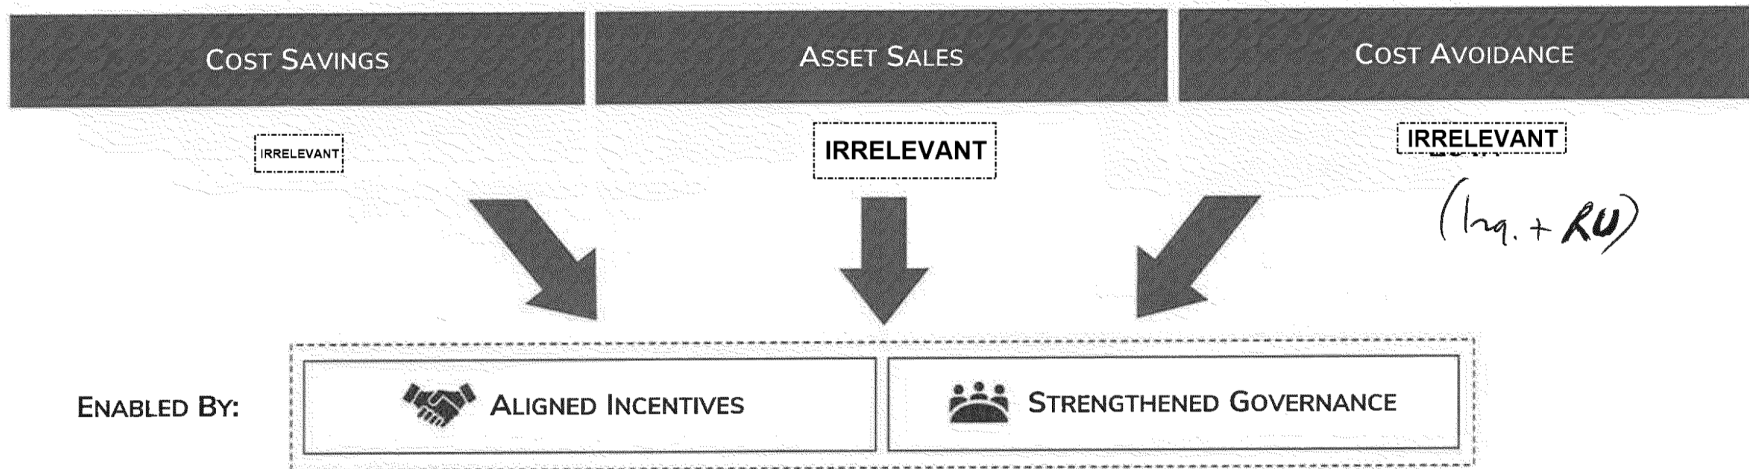 COST SAVINGS
ASSET SALES
COST AVOIDANCE
IRRELEVANT
IRRELEVANT
IRRELEVANT
+ RU)
ENABLED BY:
ALIGNED INCENTIVES
STRENGTHENED GOVERNANCE